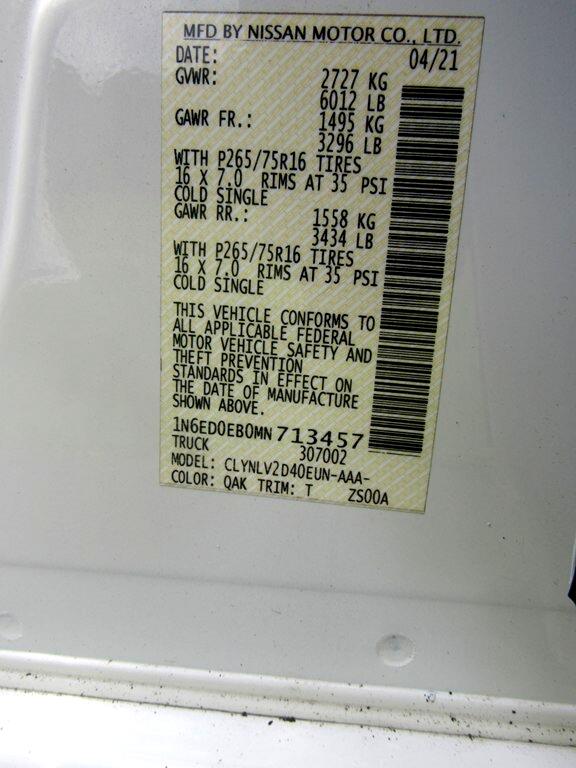 MFD BY NISSAN MOTOR CO., LTD.
DATE: 04/21
GVWR: 2727 KG
6012 LB
GAWR FR.: 1495 KG
3296 LB
WITH P265/75R16 TIRES
16 X 7.0 RIMS AT 35 PSI
COLD SINGLE
GAWR RR.: 1558 KG
3434 LB
WITH P265/75R16 TIRES
16 X 7.0 RIMS AT 35 PSI
COLD SINGLE
THIS VEHICLE CONFORMS TO
ALL APPLICABLE FEDERAL
MOTOR VEHICLE SAFETY AND
THEFT PREVENTION
STANDARDS IN EFFECT ON
THE DATE OF MANUFACTURE
SHOWN ABOVE.
1N6ED0EB0MN713457
TRUCK 307002
MODEL: CLYNLV2D40EUN-AAA-
COLOR: QAK TRIM: T ZS00A